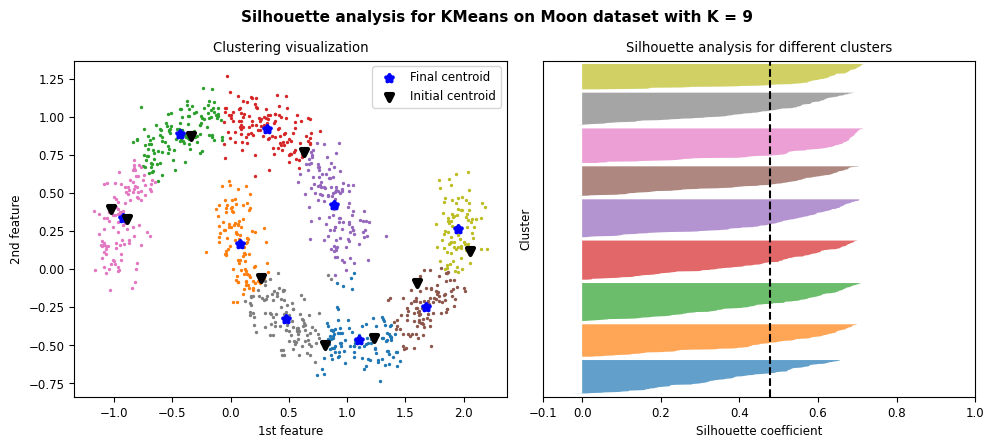 Silhouette analysis for KMeans on Moon dataset with K = 9
Clustering visualization
1.25
1.00
0.75
0.50
0.25
0.00
−0.25
−0.50
−0.75
2nd feature
−1.0 −0.5 0.0 0.5 1.0 1.5 2.0
1st feature
Final centroid
Initial centroid
Silhouette analysis for different clusters
Cluster
−0.1 0.0 0.2 0.4 0.6 0.8 1.0
Silhouette coefficient